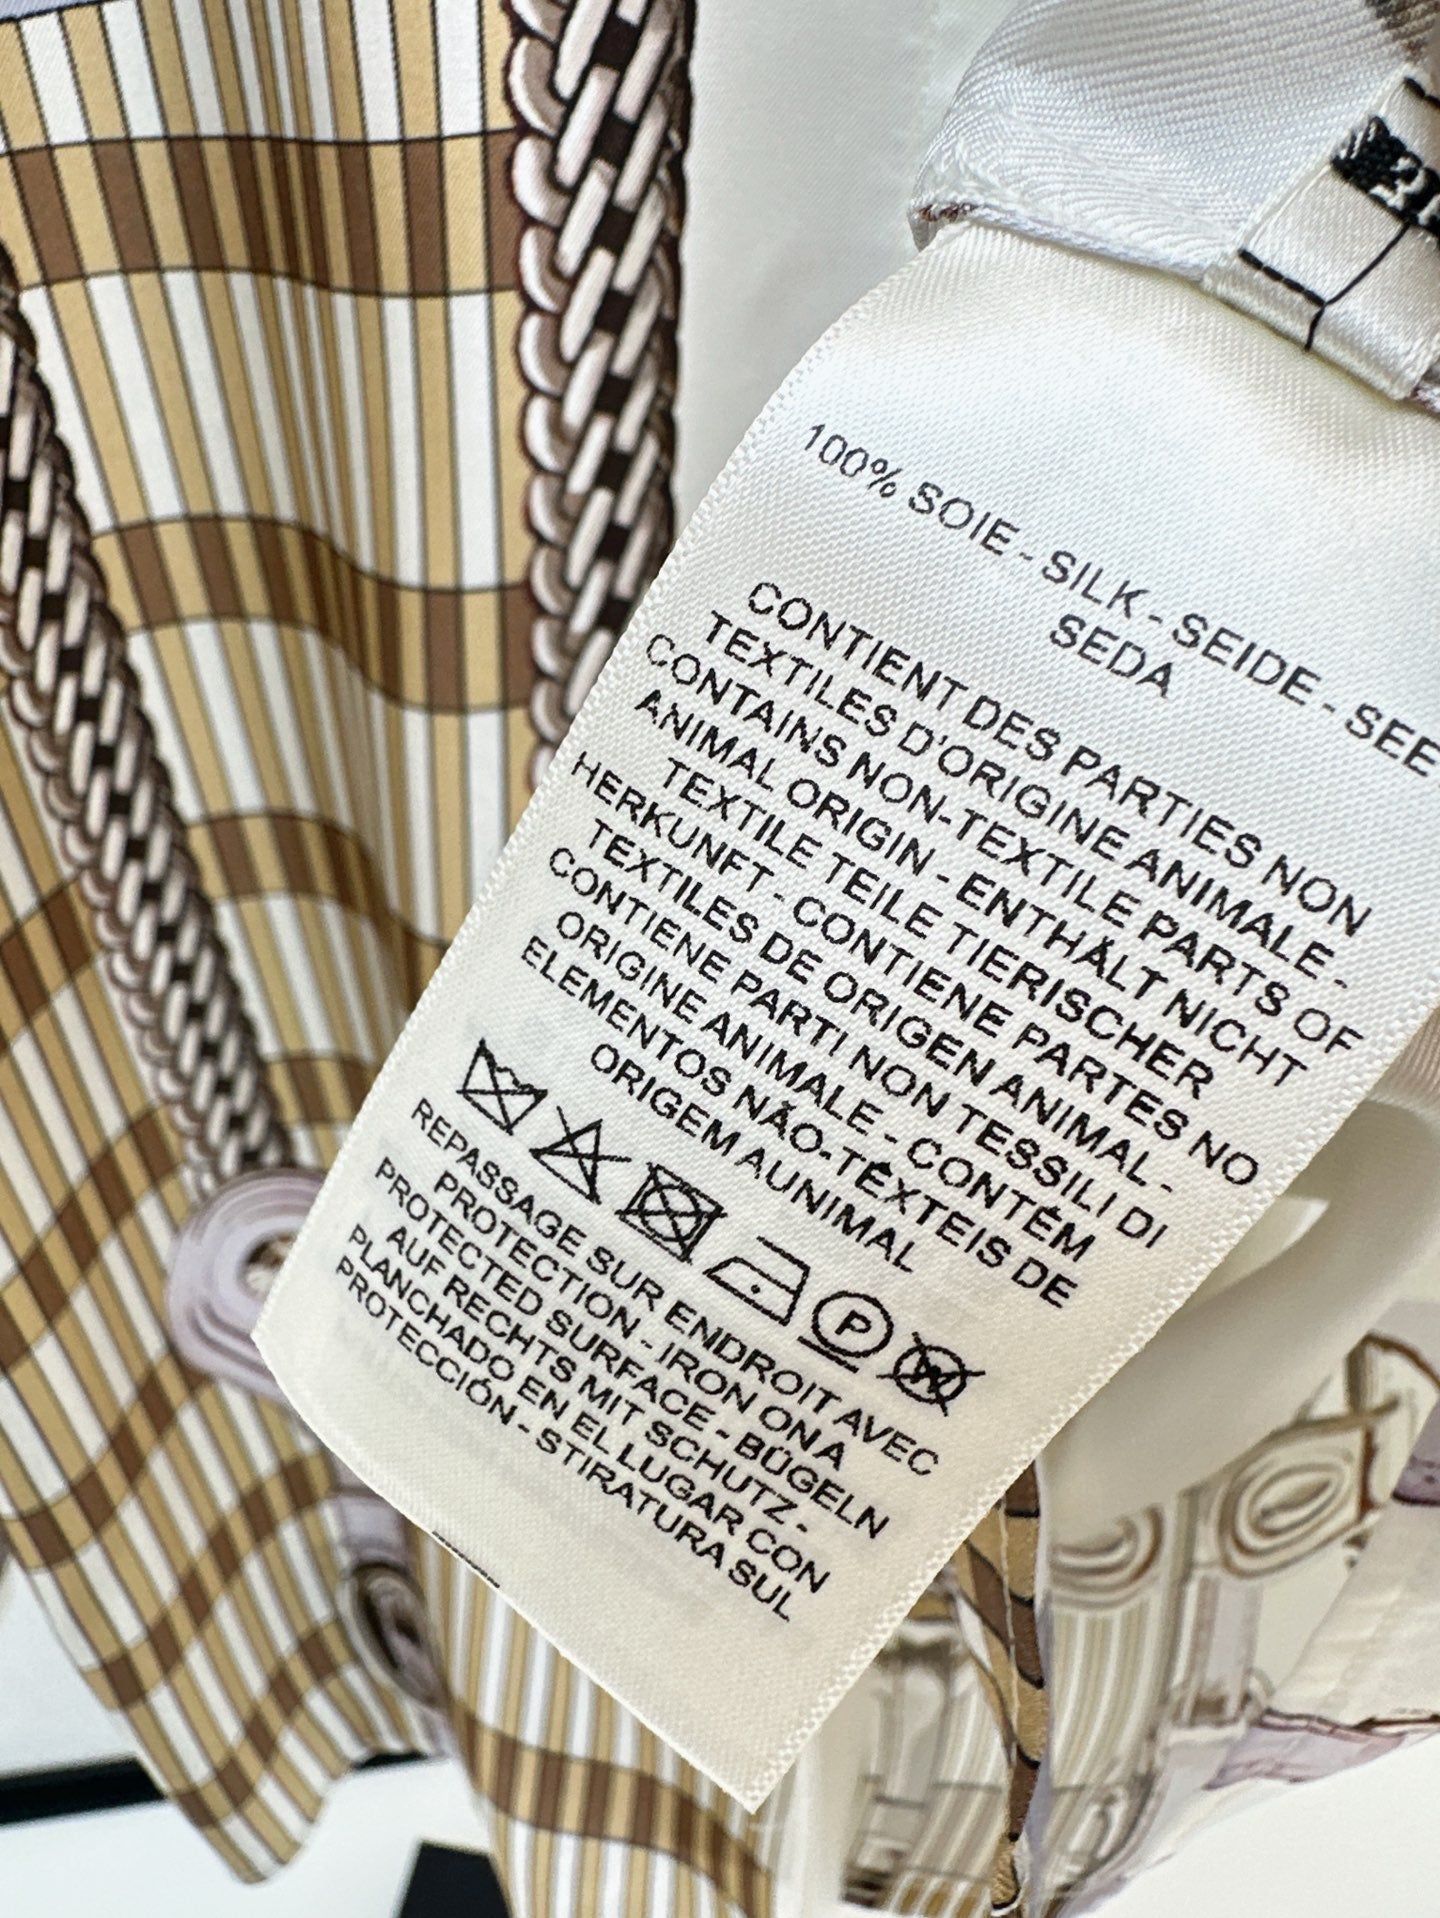 100% SOIE - SILK - SEIDE - SEE
SEDA
CONTIENT DES PARTIES NON
TEXTILES D'ORIGINE ANIMALE -
CONTAINS NON-TEXTILE PARTS OF
ANIMAL ORIGIN - ENTHÄLT NICHT
TEXTILE TEILE TIERISCHER
HERKUNFT - CONTIENE PARTES NO
TEXTILES DE ORIGEN ANIMAL -
CONTIENE PARTI NON TESSILI DI
ORIGINE ANIMALE - CONTÉM
ELEMENTOS NÃO-TÊXTEIS DE
ORIGEM AUNIMAL
P
W
REPASSAGE SUR ENDROIT AVEC
PROTECTION - IRON ONA
PROTECTED SURFACE - BÜGELN
AUF RECHTS MIT SCHUTZ -
PLANCHADO EN EL LUGAR CON
PROTECCIÓN - STIRATURA SUL